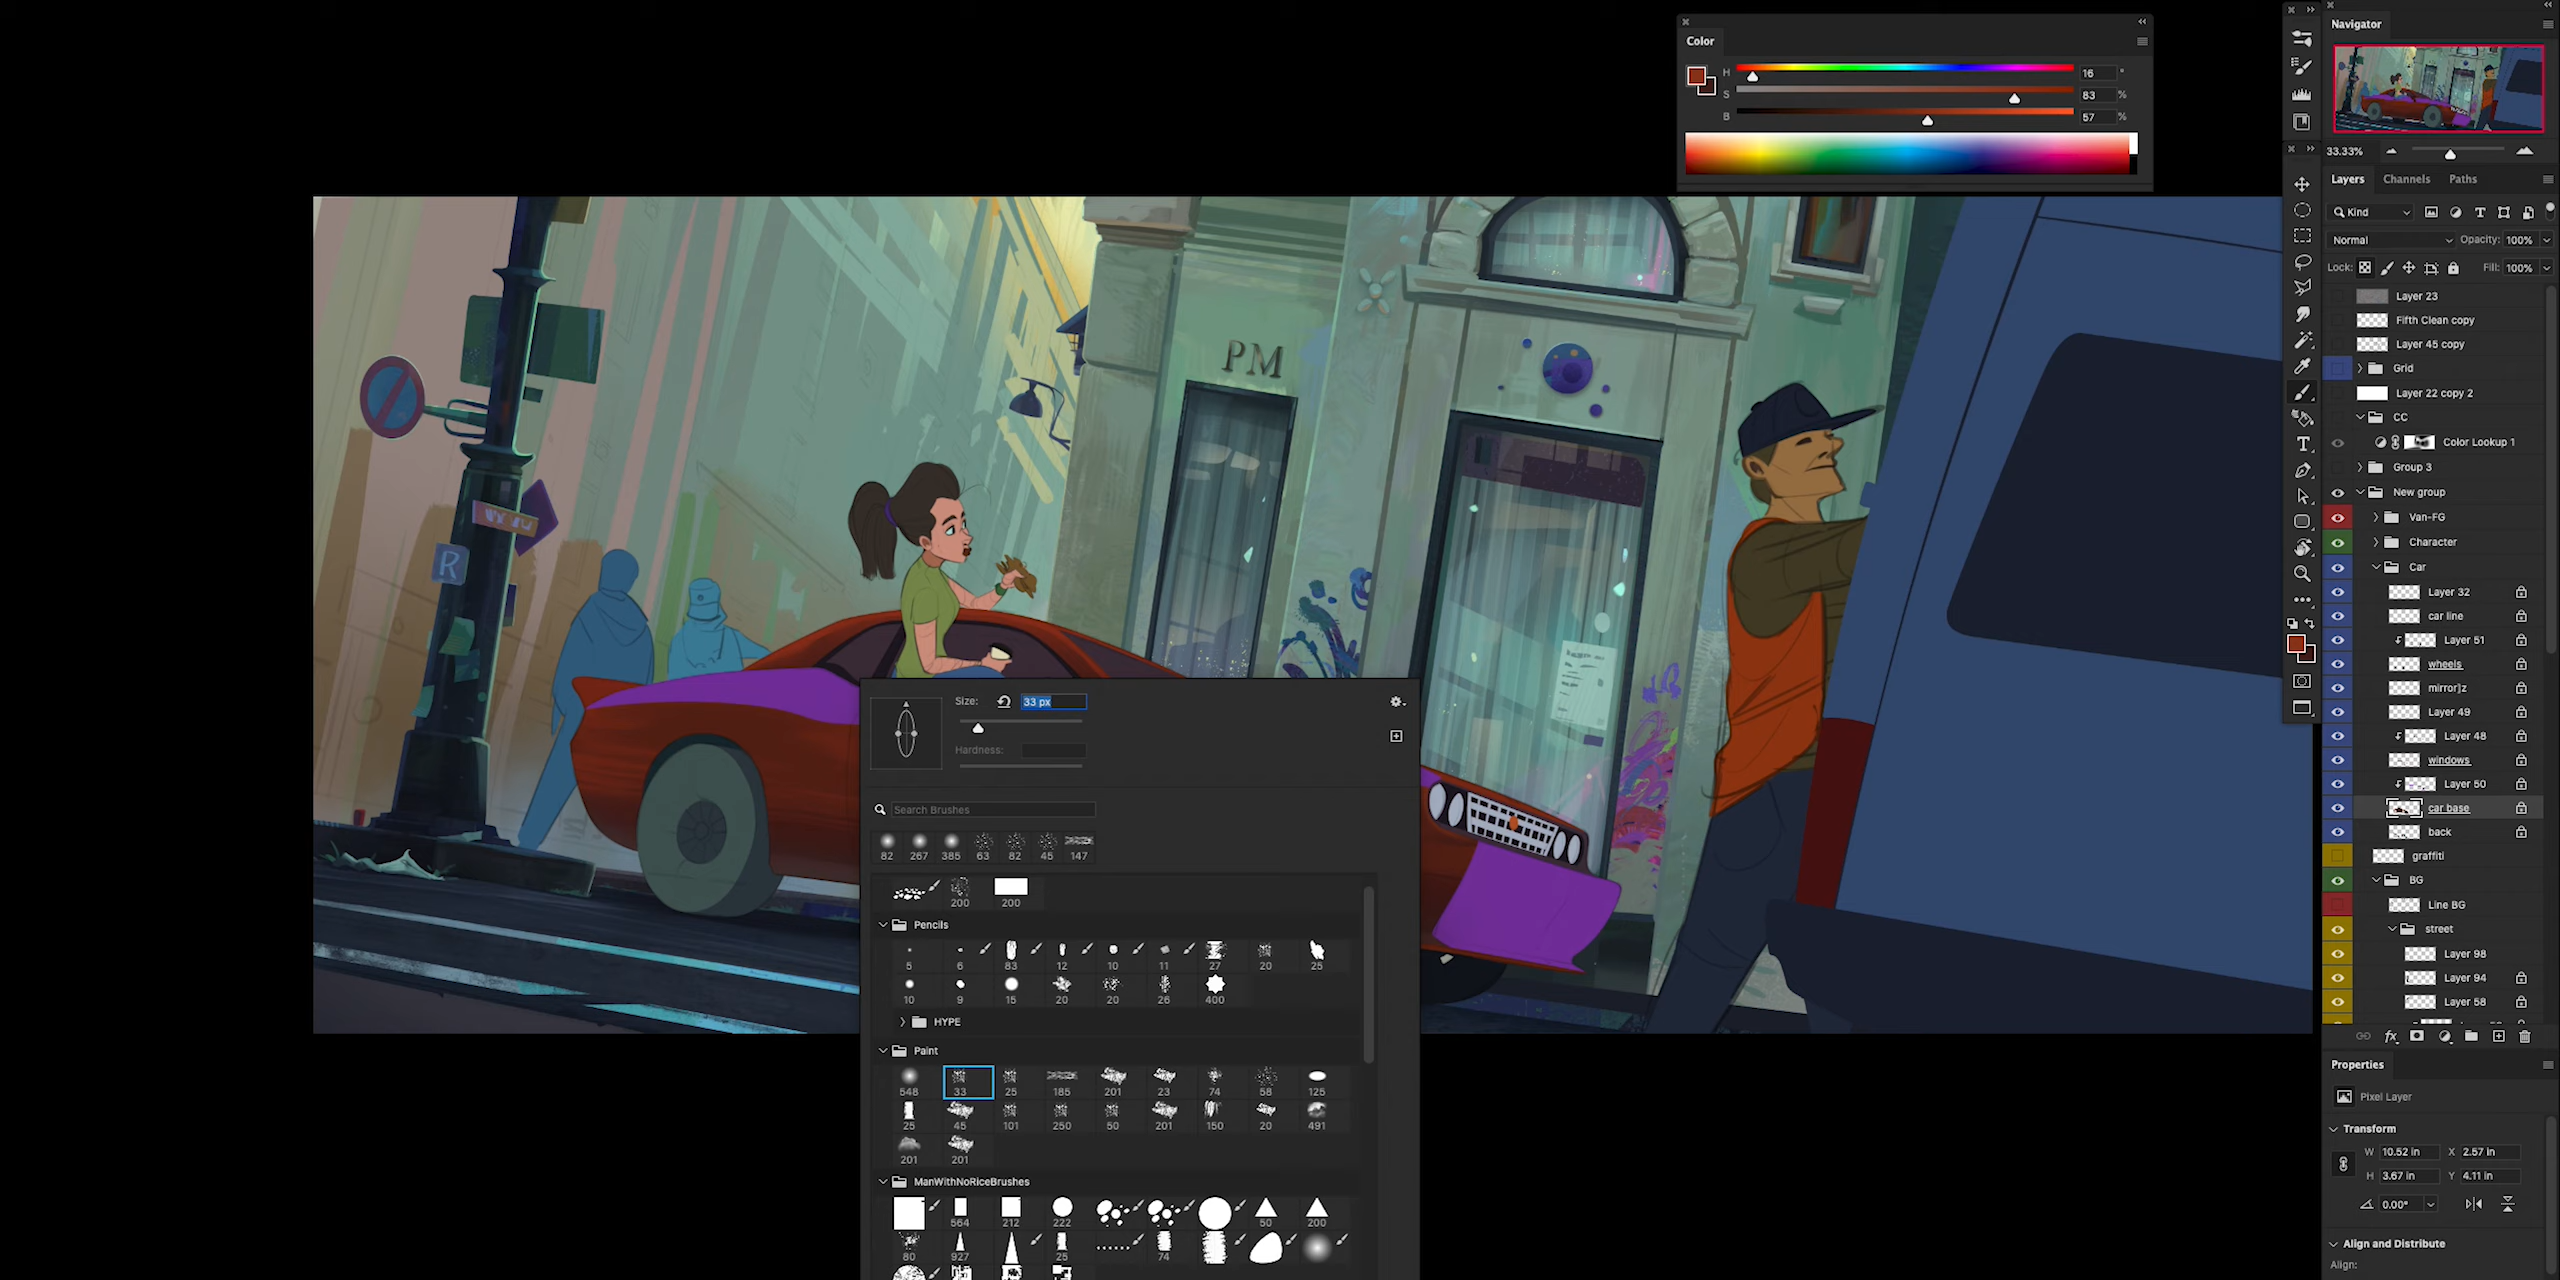 Color
H 16 °
S 83 %
B 57 %
Navigator
33.33%
Layers Channels Paths
Kind
Normal Opacity: 100%
Lock: Fill: 100%
Layer 23
Fifth Clean copy
Layer 45 copy
Grid
Layer 22 copy 2
CC
Color Lookup 1
Group 3
New group
Van-FG
Character
Car
Layer 32
car line
Layer 51
wheels
mirror]z
Layer 49
Layer 48
windows
Layer 50
car base
back
graffiti
BG
Line BG
street
Layer 98
Layer 94
Layer 58
fx
Properties
Pixel Layer
Transform
W 10.52 in X 2.57 in
H 3.67 in Y 4.11 in
0.00°
Align and Distribute
Align:
PM
R
Size: 33 px
Hardness:
Search Brushes
82 267 385 63 82 45 147
200 200
Pencils
5 6 83 12 10 11 27 20 25
10 9 15 20 20 26 400
HYPE
Paint
548 33 25 185 201 23 74 58 125
25 45 101 250 50 201 150 20 491
201 201
ManWithNoRiceBrushes
564 212 222 50 200
80 927 25 74